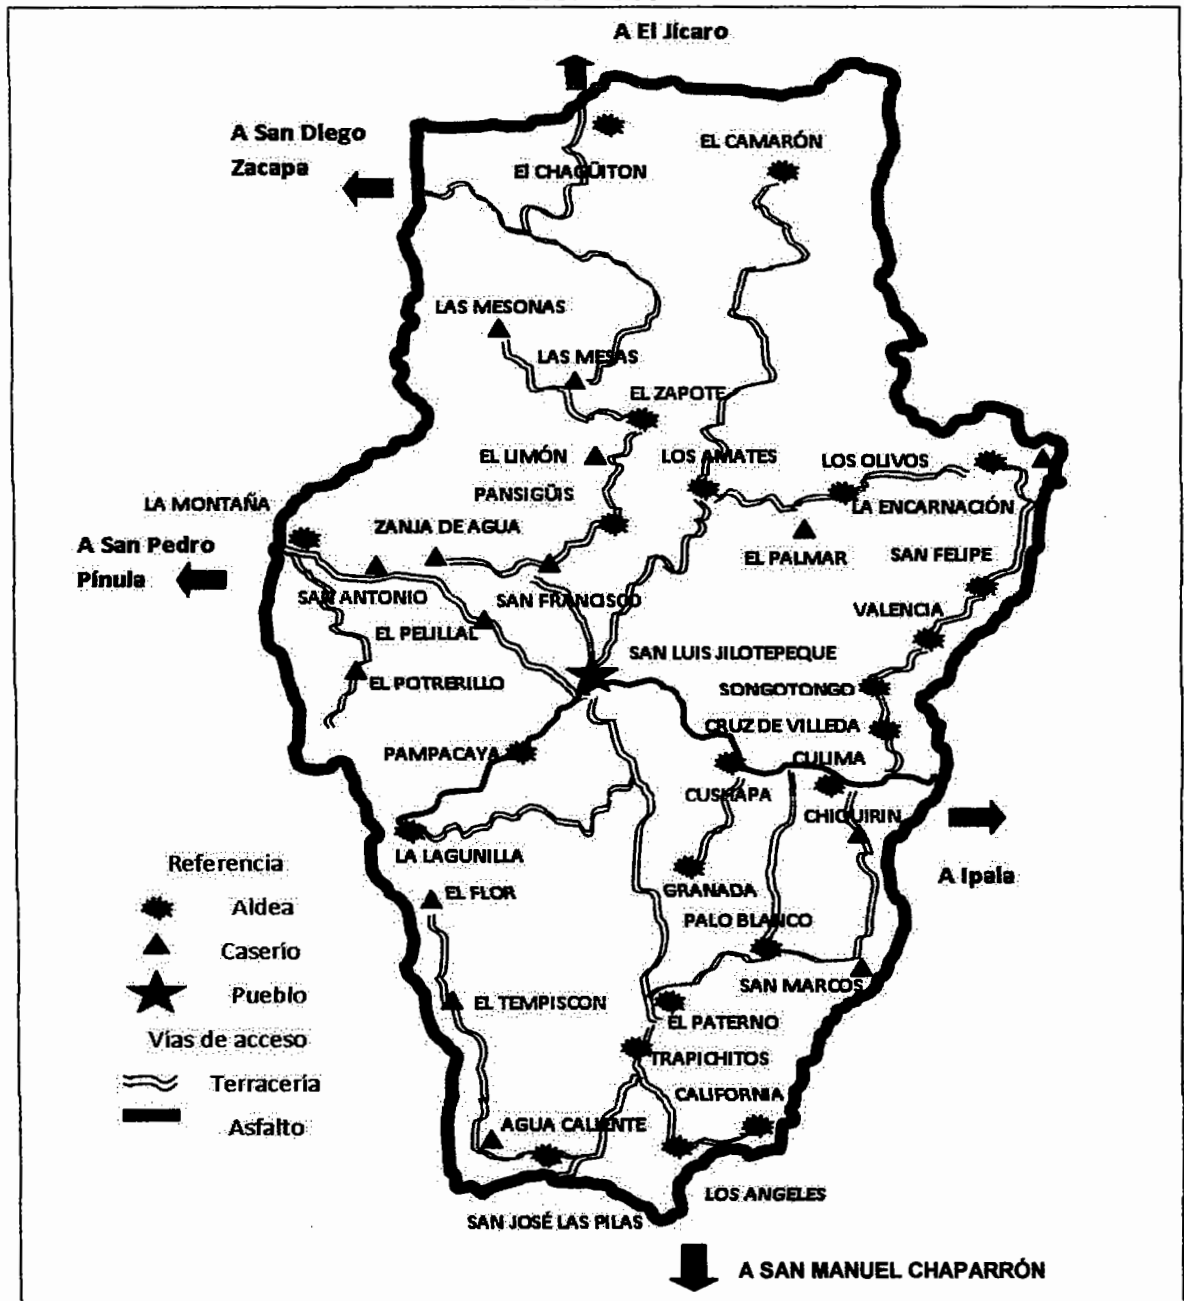 A El Jícaro
A San Diego
Zacapa
EL CAMARÓN
El CHAGÜITON
LAS MESONAS
LAS MESAS
EL ZAPOTE
EL LIMÓN
LOS AMATES
LOS OLIVOS
PANSIGÜIS
LA MONTAÑA
LA ENCARNACIÓN
ZANJA DE AGUA
A San Pedro
Pínula
EL PALMAR
SAN FELIPE
SAN ANTONIO
SAN FRANCISCO
VALENCIA
EL PELILLAL
SAN LUIS JILOTEPEQUE
EL POTRERILLO
SONGOTONGO
CRUZ DE VILLEDA
PAMPACAYA
CULIMA
CUSHAPA
CHIQUIRIN
LA LAGUNILLA
Referencia
A Ipala
GRANADA
EL FLOR
Aldea
PALO BLANCO
Caserío
SAN MARCOS
Pueblo
EL TEMPISCON
EL PATERNO
Vías de acceso
TRAPICHITOS
Terracería
CALIFORNIA
Asfalto
AGUA CALIENTE
LOS ANGELES
SAN JOSÉ LAS PILAS
A SAN MANUEL CHAPARRÓN